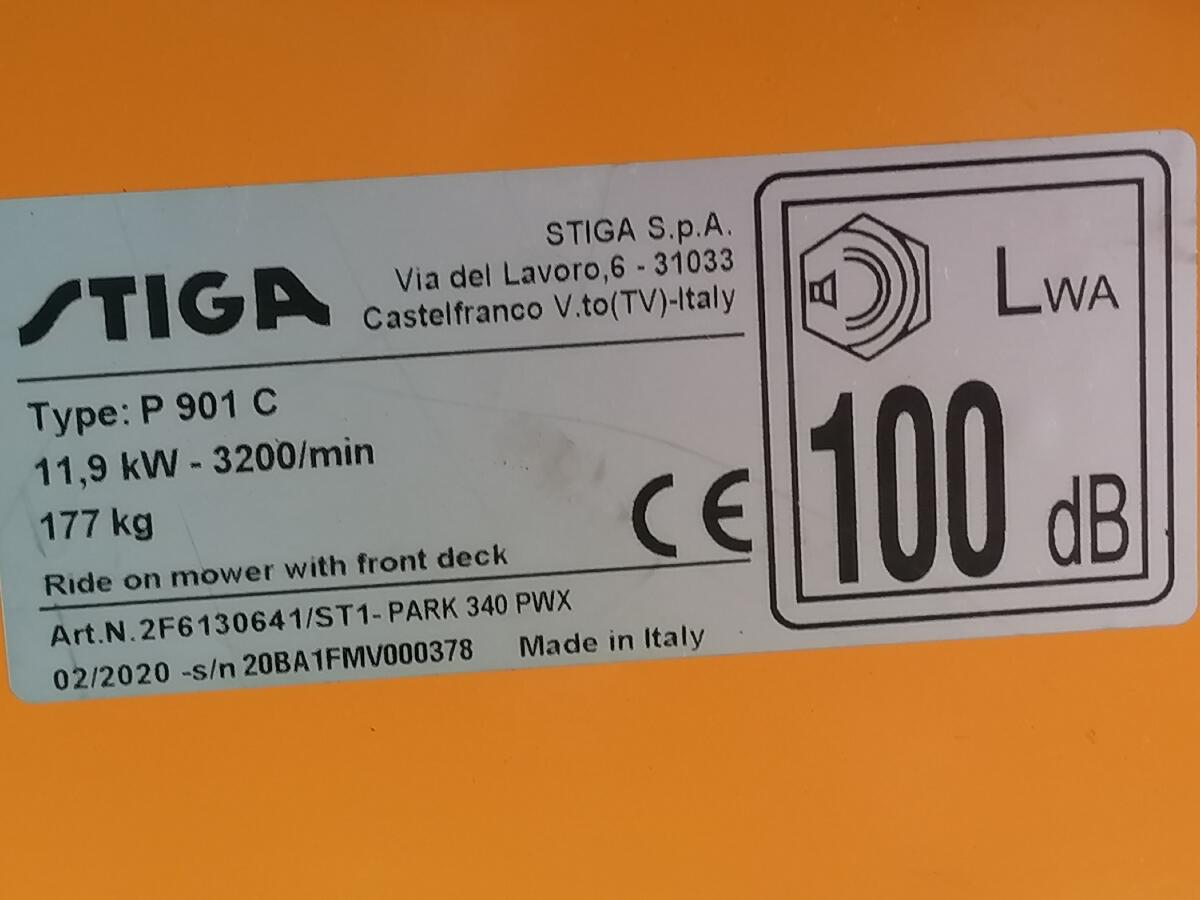 STIGA
STIGA S.p.A.
Via del Lavoro,6 - 31033
Castelfranco V.to(TV)-Italy
Type: P 901 C
11,9 kW - 3200/min
177 kg
Ride on mower with front deck
CE
Art.N.2F6130641/ST1- PARK 340 PWX
02/2020 -s/n 20BA1FMV000378 Made in Italy
LWA
100 dB